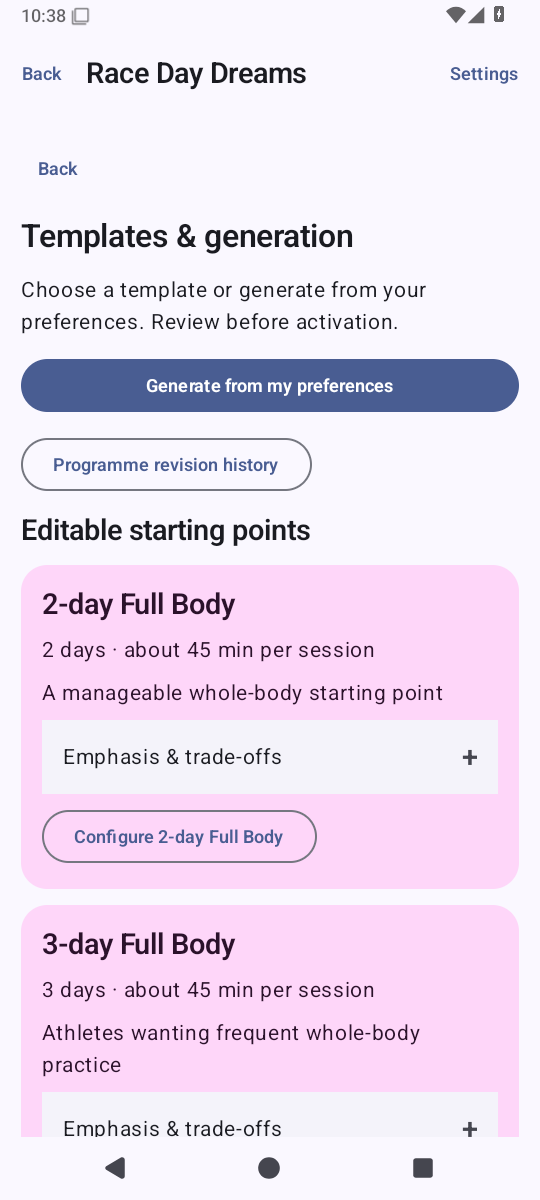 10:38
Back Race Day Dreams Settings
Back
Templates & generation
Choose a template or generate from your
preferences. Review before activation.
Generate from my preferences
Programme revision history
Editable starting points
2-day Full Body
2 days · about 45 min per session
A manageable whole-body starting point
Emphasis & trade-offs +
Configure 2-day Full Body
3-day Full Body
3 days · about 45 min per session
Athletes wanting frequent whole-body
practice
Emphasis & trade-offs +